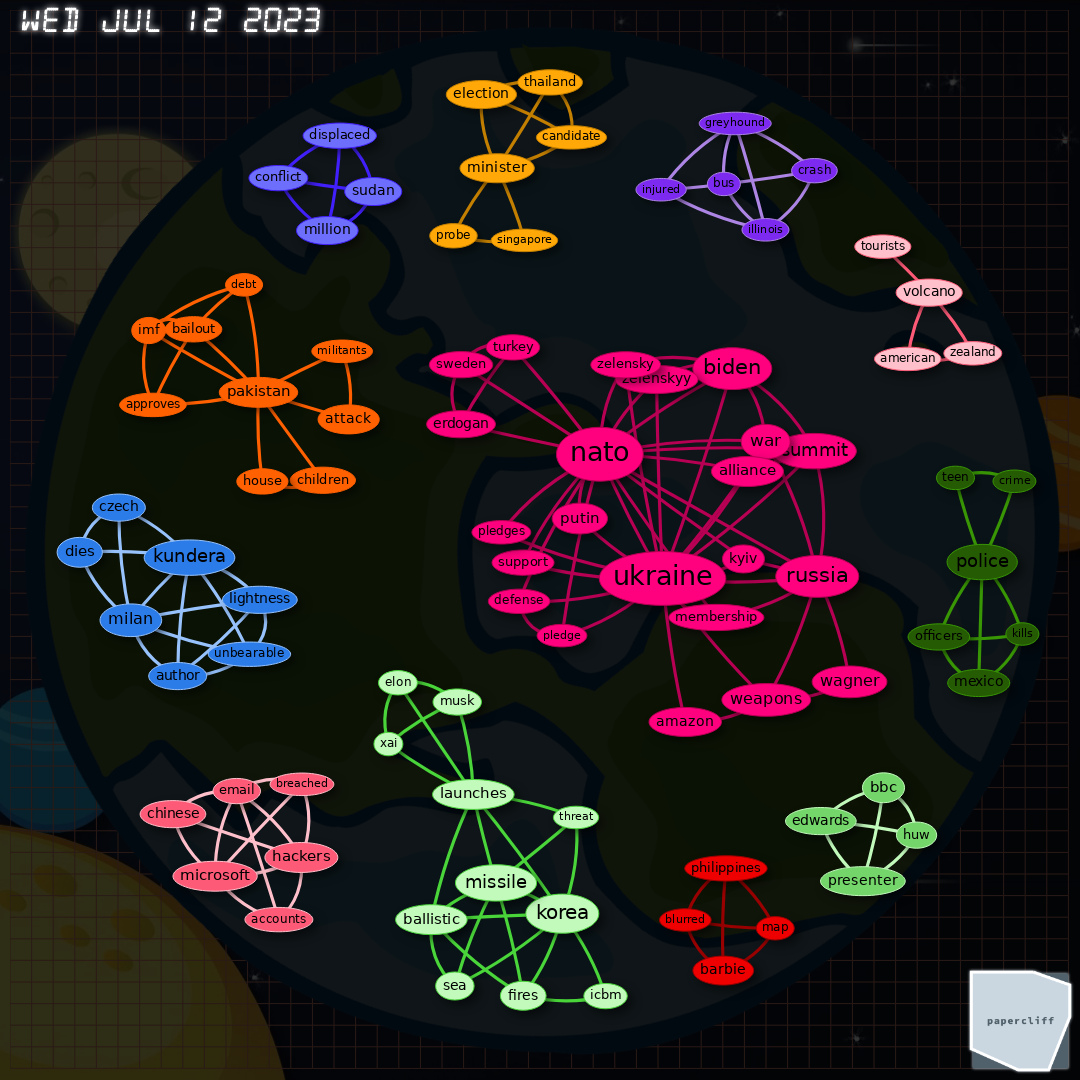 WED JUL 12 2023
thailand
election
candidate
minister
probe
singapore
displaced
conflict
sudan
million
greyhound
crash
bus
injured
illinois
tourists
volcano
american
zealand
debt
imf
bailout
militants
pakistan
approves
attack
house
children
turkey
sweden
erdogan
zelensky
zelenskyy
biden
nato
war
summit
alliance
putin
pledges
support
kyiv
ukraine
russia
defense
membership
pledge
wagner
weapons
amazon
teen
crime
police
officers
kills
mexico
czech
dies
kundera
lightness
milan
unbearable
author
elon
musk
xai
launches
threat
missile
korea
ballistic
sea
fires
icbm
email
breached
chinese
hackers
microsoft
accounts
bbc
edwards
huw
presenter
philippines
blurred
map
barbie
papercliff